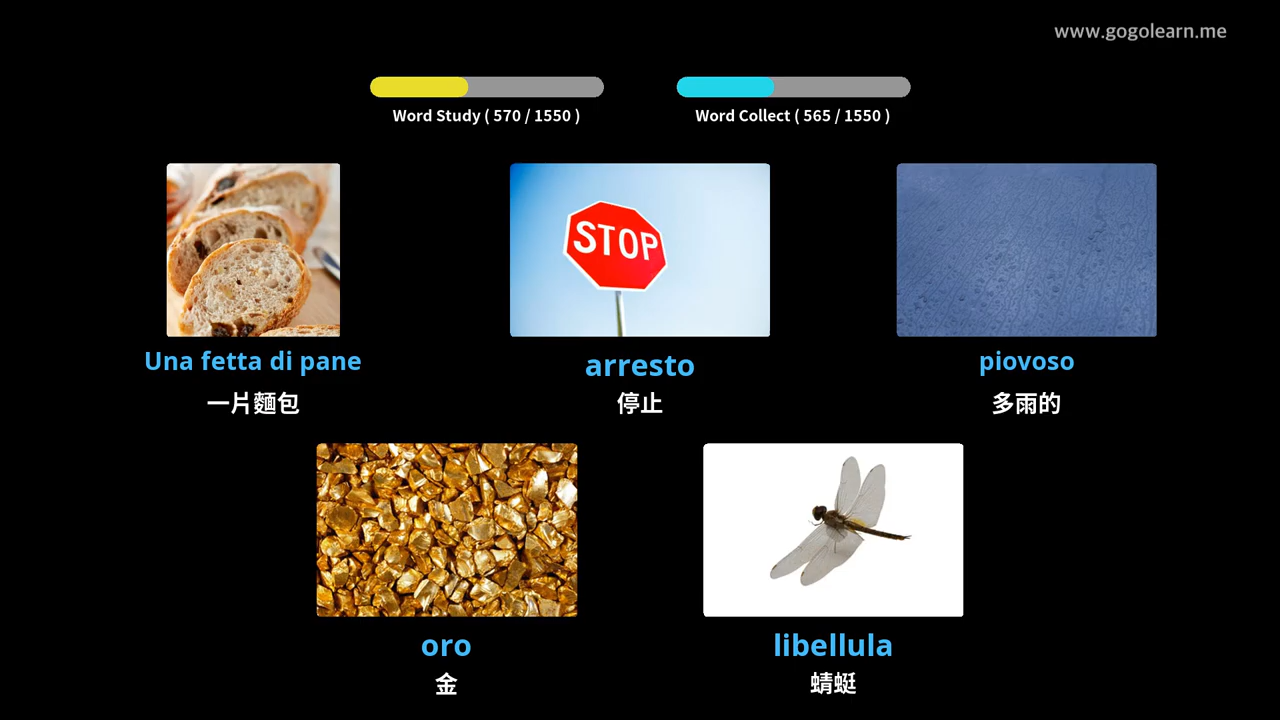 www.gogolearn.me
Word Study ( 570 / 1550 )
Word Collect ( 565 / 1550 )
STOP
Una fetta di pane
一片麵包
arresto
停止
piovoso
多雨的
oro
金
libellula
蜻蜓